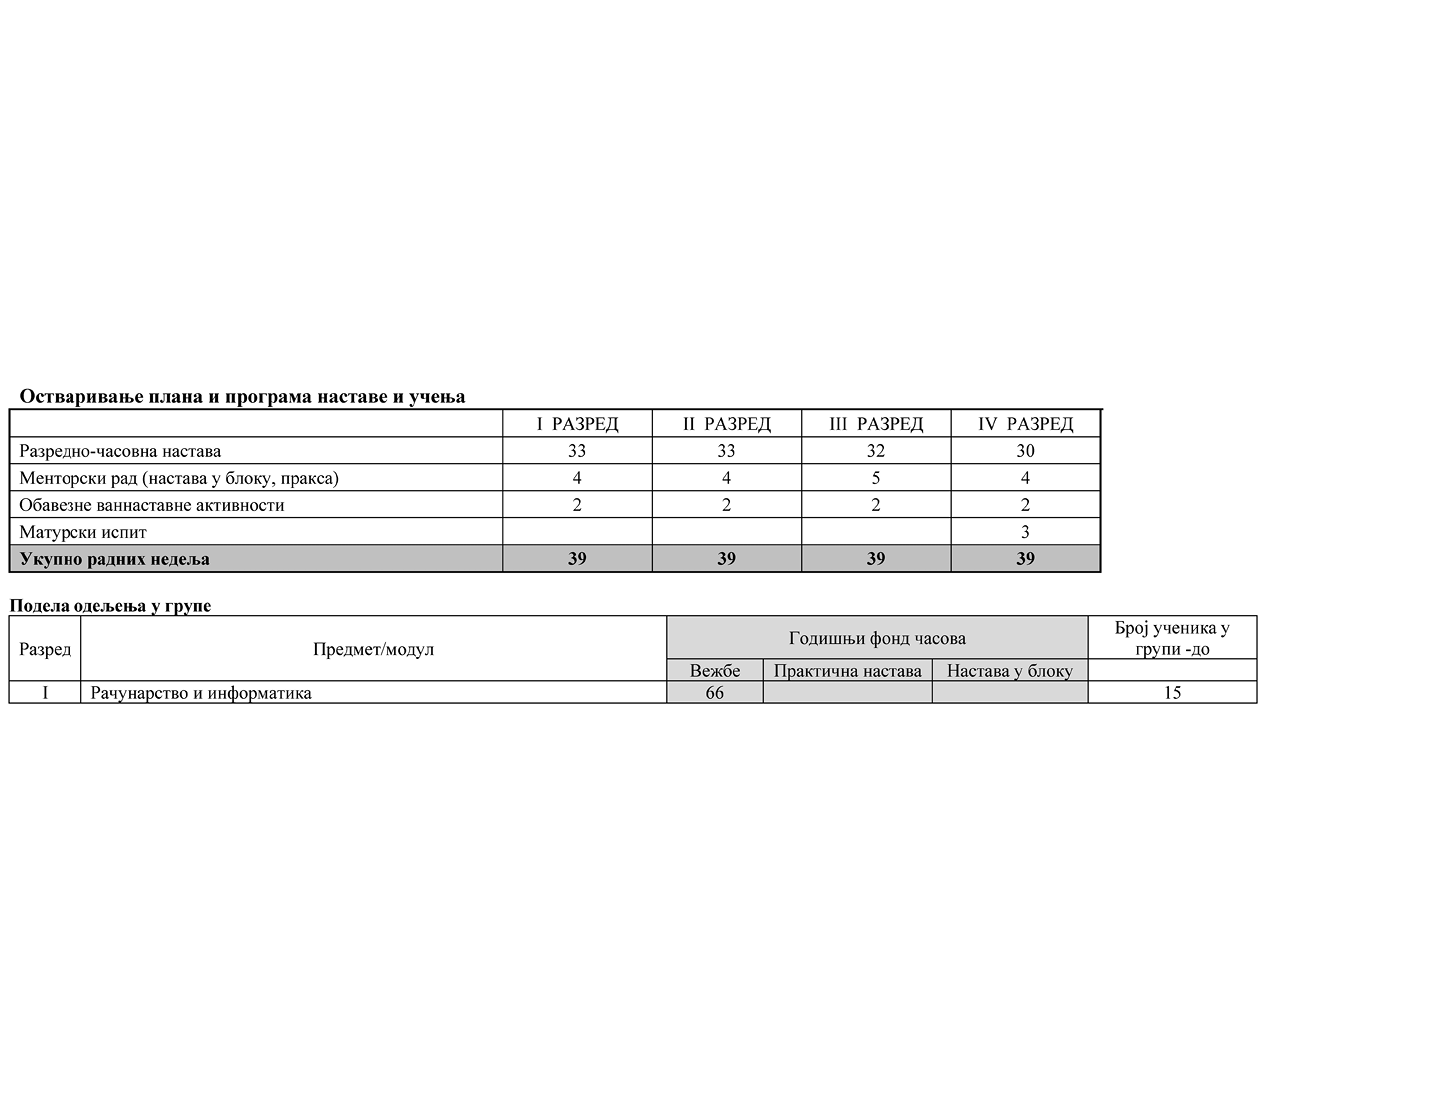 Остваривање плана и програма наставе и учења
I РАЗРЕД II РАЗРЕД III РАЗРЕД IV РАЗРЕД
Разредно-часовна настава 33 33 32 30
Менторски рад (настава у блоку, пракса) 4 4 5 4
Обавезне ваннаставне активности 2 2 2 2
Матурски испит 3
Укупно радних недеља 39 39 39 39
Подела одељења у групе
Разред Предмет/модул Годишњи фонд часова Број ученика у
групи -до
Вежбе Практична настава Настава у блоку
I Рачунарство и информатика 66 15